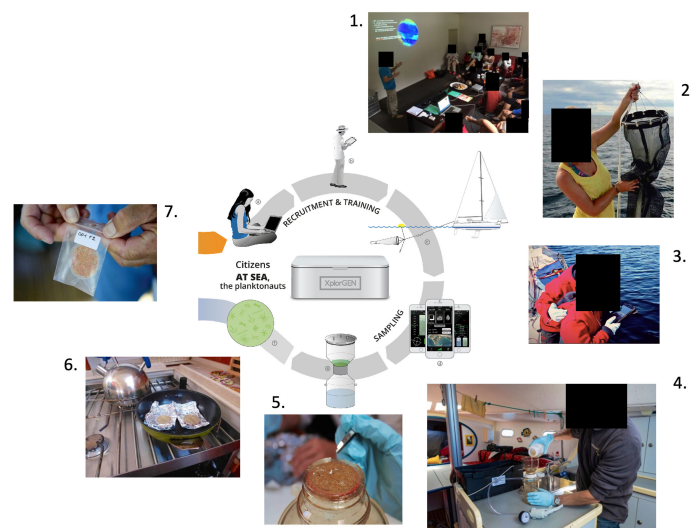 1.
2
RECRUITMENT & TRAINING
7.
Citizens
AT SEA,
the planktonauts
XplorGEN
3.
SAMPLING
6.
5.
4.